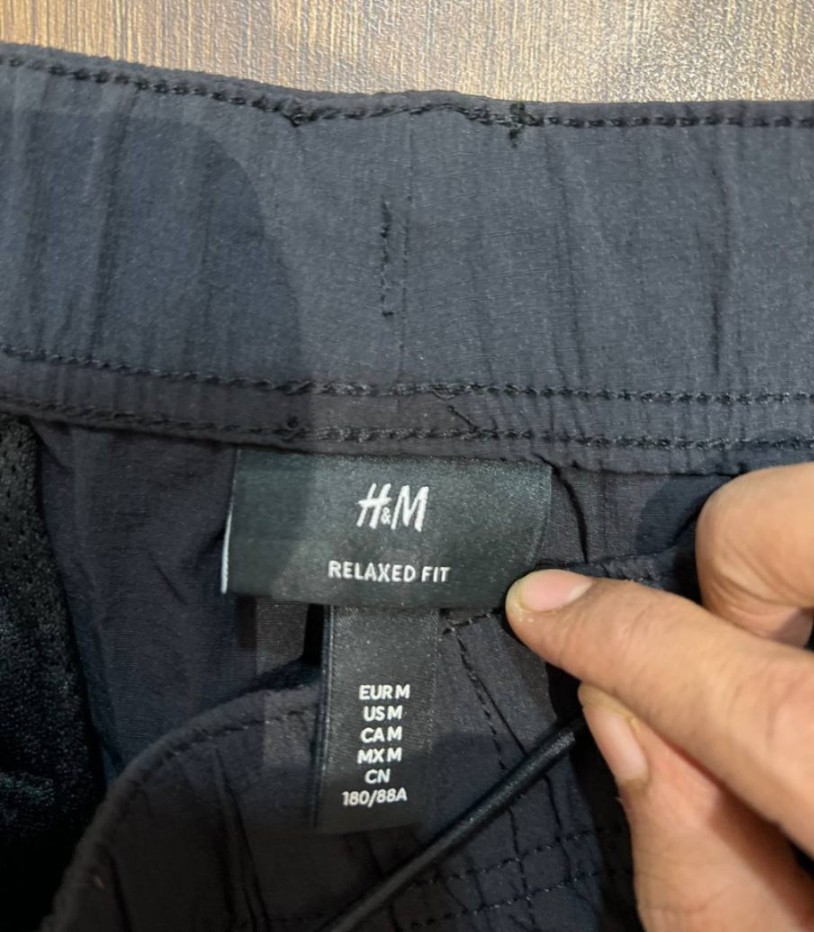 H&M
RELAXED FIT
EUR M
US M
CA M
MX M
CN
180/88A